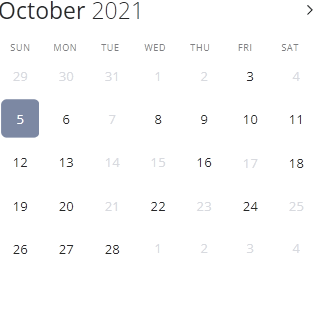 October 2021 >
SUN MON TUE WED THU FRI SAT
29 30 31 1 2 3 4
5 6 7 8 9 10 11
12 13 14 15 16 17 18
19 20 21 22 23 24 25
26 27 28 1 2 3 4